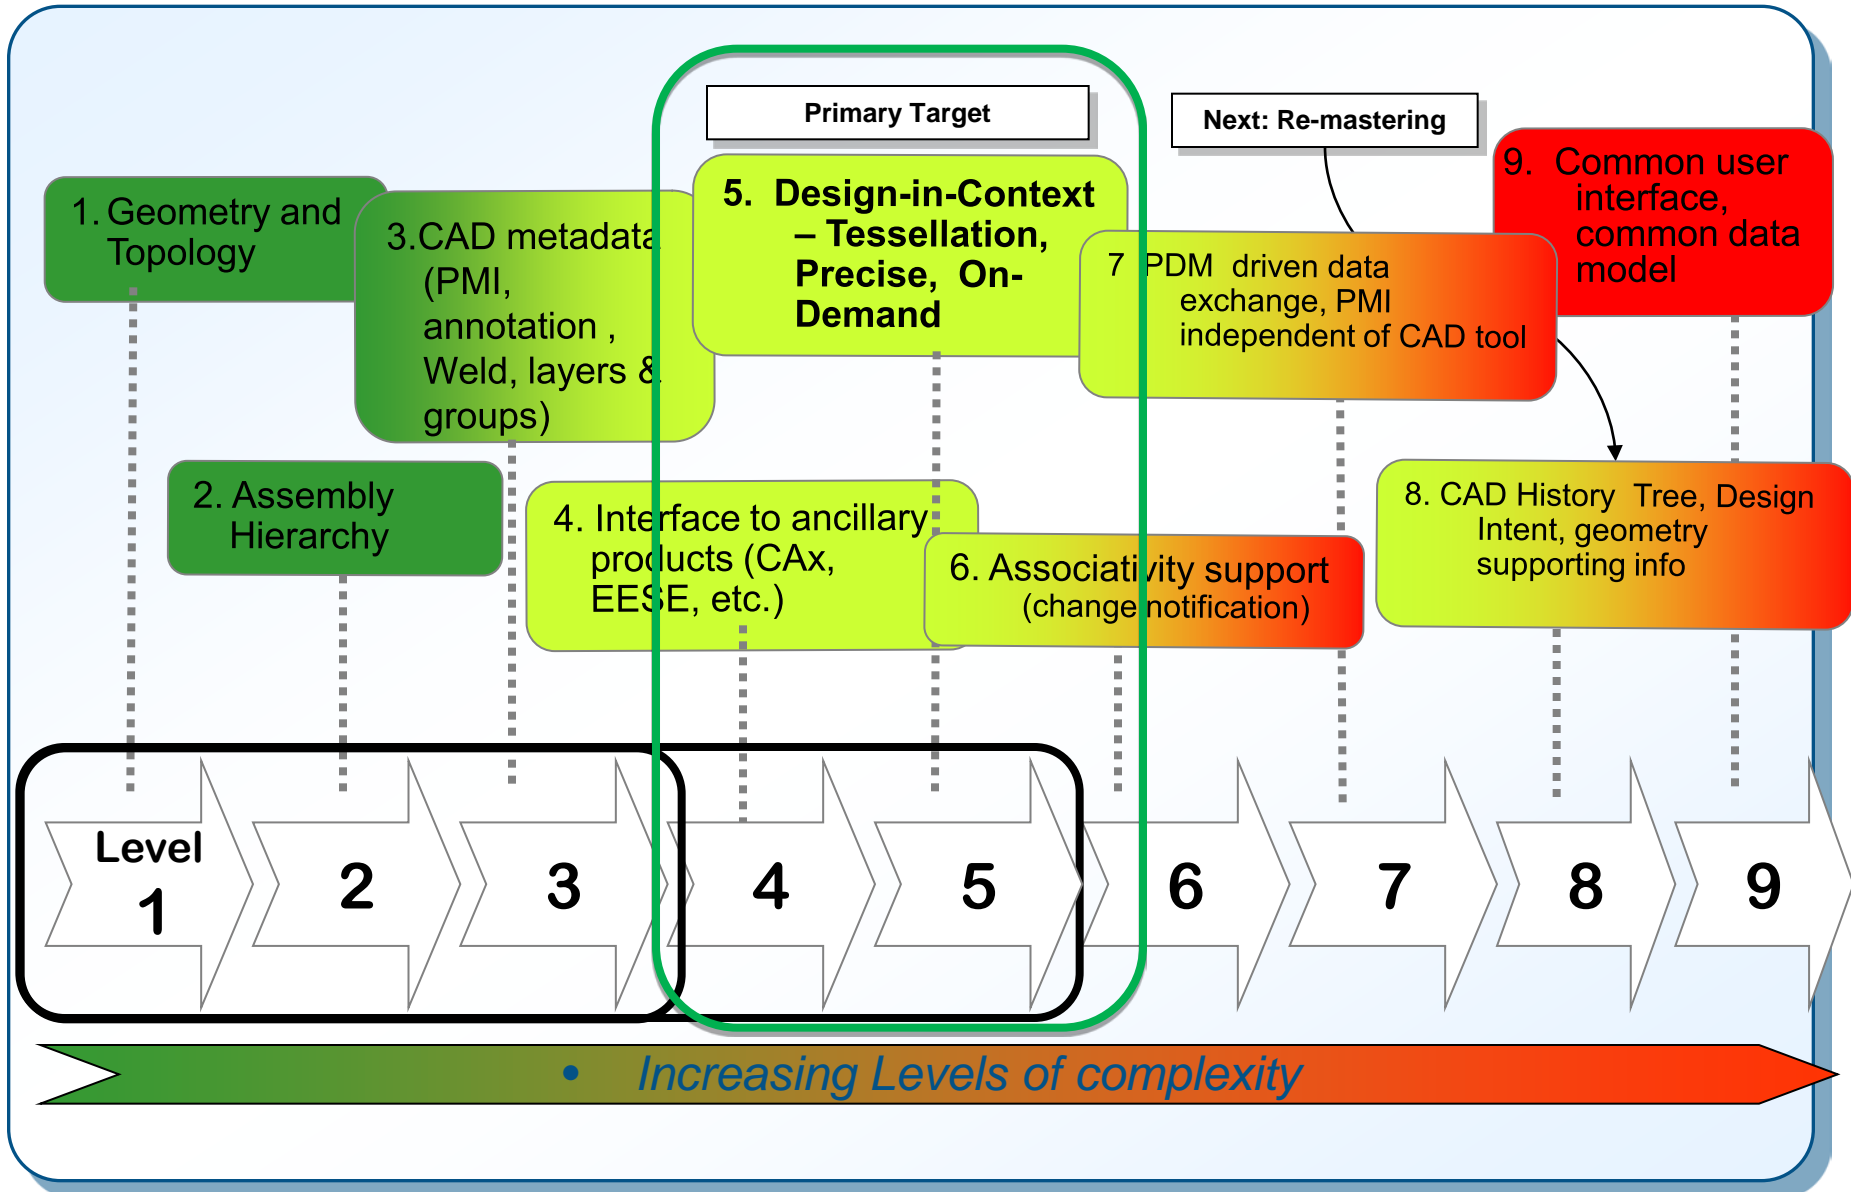 Primary Target
Next: Re-mastering
1. Geometry and
Topology
3.CAD metadata
(PMI,
annotation ,
Weld, layers &
groups)
5. Design-in-Context
– Tessellation,
Precise, On-
Demand
7 PDM driven data
exchange, PMI
independent of CAD tool
9. Common user
interface,
common data
model
2. Assembly
Hierarchy
4. Interface to ancillary
products (CAx,
EESE, etc.)
6. Associativity support
(change notification)
8. CAD History Tree, Design
Intent, geometry
supporting info
Level
1
2
3
4
5
6
7
8
9
• Increasing Levels of complexity